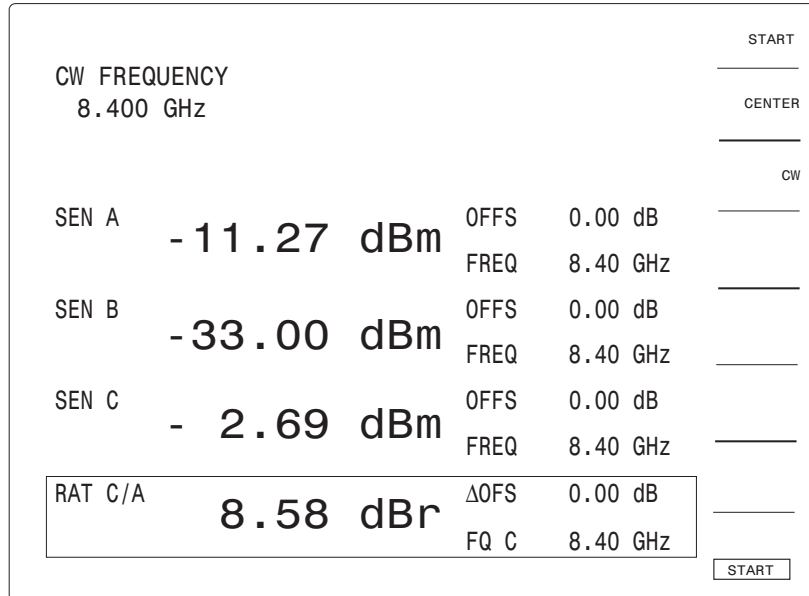 START
CW FREQUENCY
8.400 GHz
CENTER
CW
SEN A
-11.27 dBm
OFFS 0.00 dB
FREQ 8.40 GHz
SEN B
-33.00 dBm
OFFS 0.00 dB
FREQ 8.40 GHz
SEN C
- 2.69 dBm
OFFS 0.00 dB
FREQ 8.40 GHz
RAT C/A
8.58 dBr
ΔOFS 0.00 dB
FQ C 8.40 GHz
START